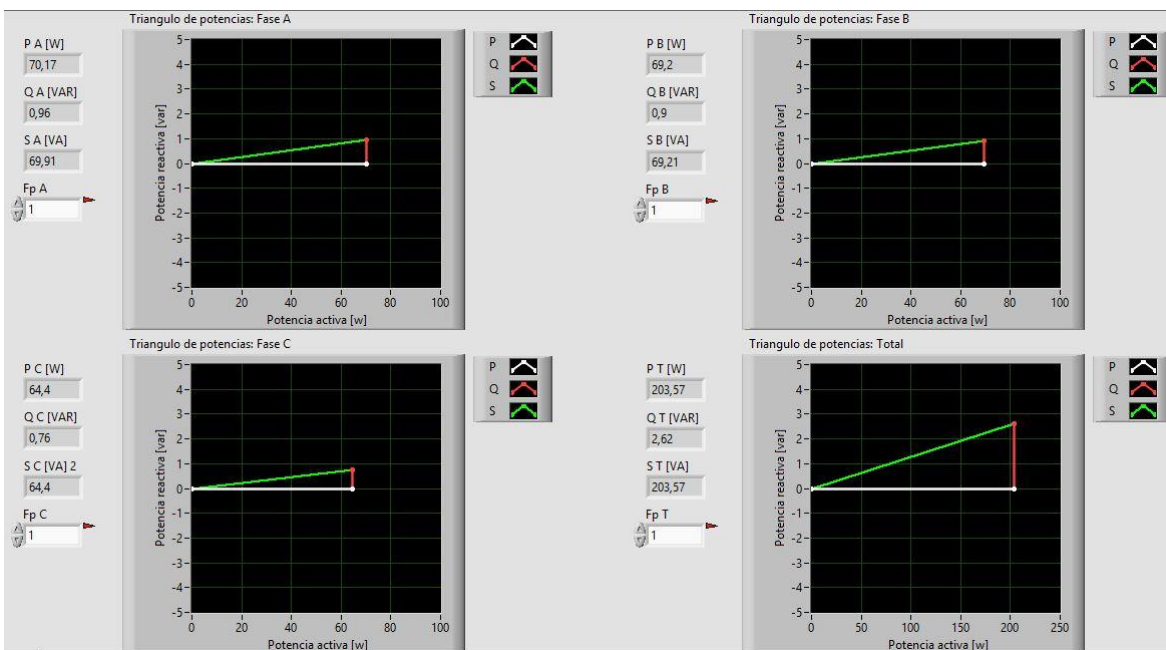 Triangulo de potencias: Fase A
P A [W]
70,17
Q A [VAR]
0,96
S A [VA]
69,91
Fp A
1
Potencia reactiva [var]
5
4
3
2
1
0
-1
-2
-3
-4
-5
0 20 40 60 80 100
Potencia activa [w]
P
Q
S
Triangulo de potencias: Fase B
P B [W]
69,2
Q B [VAR]
0,9
S B [VA]
69,21
Fp B
1
Potencia reactiva [var]
5
4
3
2
1
0
-1
-2
-3
-4
-5
0 20 40 60 80 100
Potencia activa [w]
P
Q
S
Triangulo de potencias: Fase C
P C [W]
64,4
Q C [VAR]
0,76
S C [VA] 2
64,4
Fp C
1
Potencia reactiva [var]
5
4
3
2
1
0
-1
-2
-3
-4
-5
0 20 40 60 80 100
Potencia activa [w]
P
Q
S
Triangulo de potencias: Total
P T [W]
203,57
Q T [VAR]
2,62
S T [VA]
203,57
Fp T
1
Potencia reactiva [var]
5
4
3
2
1
0
-1
-2
-3
-4
-5
0 50 100 150 200 250
Potencia activa [w]
P
Q
S